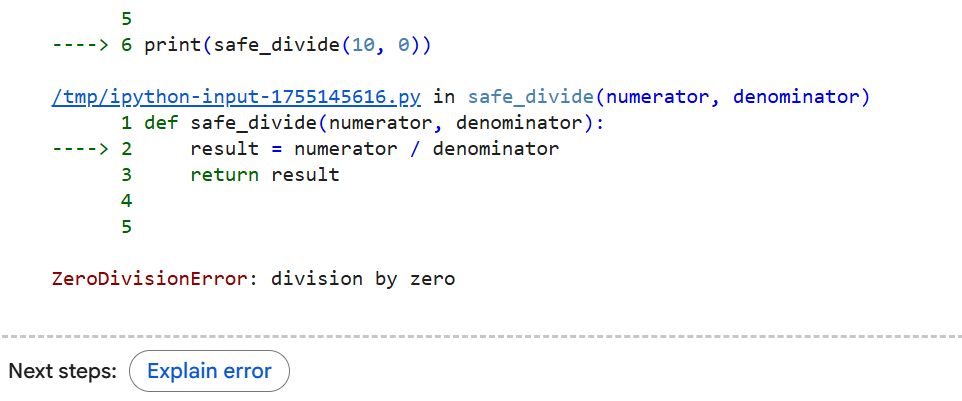 5
----> 6 print(safe_divide(10, 0))
/tmp/ipython-input-1755145616.py in safe_divide(numerator, denominator)
1 def safe_divide(numerator, denominator):
----> 2     result = numerator / denominator
3     return result
4
5
ZeroDivisionError: division by zero
Next steps: Explain error